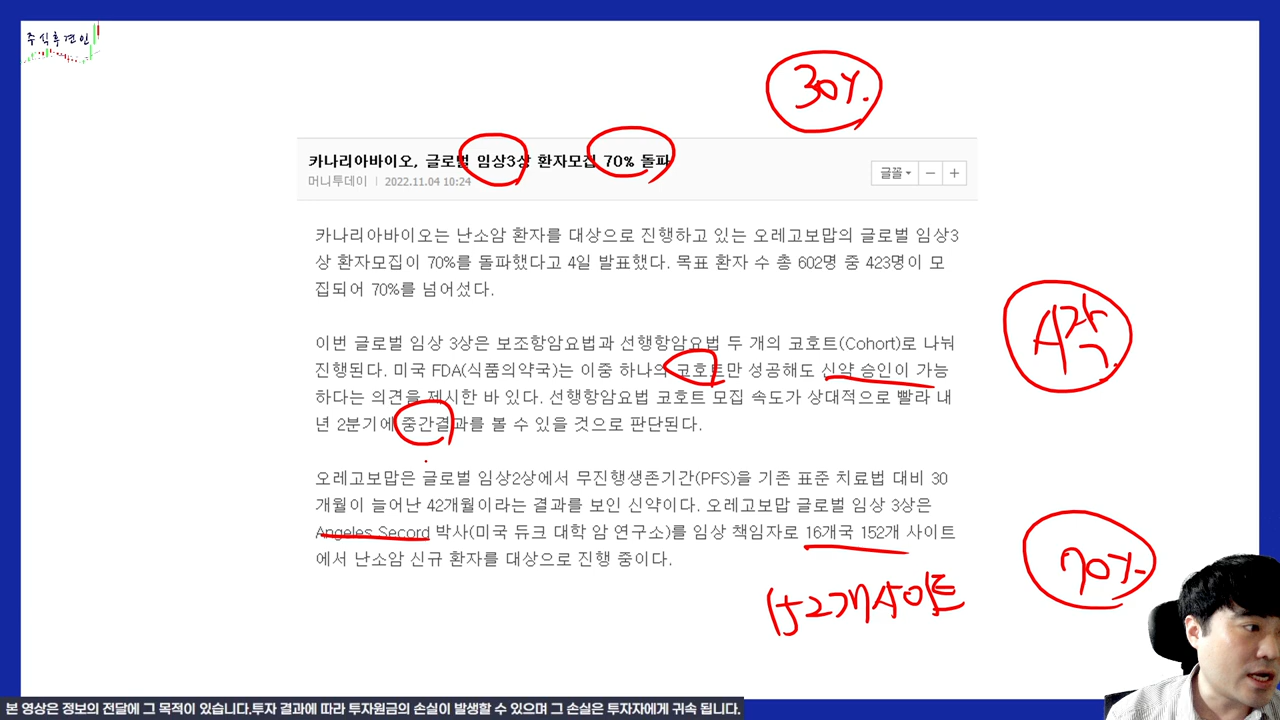 주식후견인
30%.
카나리아바이오, 글로벌 임상3상 환자모집 70% 돌파
머니투데이 | 2022.11.04 10:24
글꼴 - +
카나리아바이오는 난소암 환자를 대상으로 진행하고 있는 오레고보맙의 글로벌 임상3
상 환자모집이 70%를 돌파했다고 4일 발표했다. 목표 환자 수 총 602명 중 423명이 모
집되어 70%를 넘어섰다.
이번 글로벌 임상 3상은 보조항암요법과 선행항암요법 두 개의 코호트(Cohort)로 나눠
진행된다. 미국 FDA(식품의약국)는 이중 하나의 코호트만 성공해도 신약 승인이 가능
하다는 의견을 제시한 바 있다. 선행항암요법 코호트 모집 속도가 상대적으로 빨라 내
년 2분기에 중간결과를 볼 수 있을 것으로 판단된다.
오레고보맙은 글로벌 임상2상에서 무진행생존기간(PFS)을 기존 표준 치료법 대비 30
개월이 늘어난 42개월이라는 결과를 보인 신약이다. 오레고보맙 글로벌 임상 3상은
Angeles Secord 박사(미국 듀크 대학 암 연구소)를 임상 책임자로 16개국 152개 사이트
에서 난소암 신규 환자를 대상으로 진행 중이다.
70%
152개 사이트
본 영상은 정보의 전달에 그 목적이 있습니다.투자 결과에 따라 투자원금의 손실이 발생할 수 있으며 그 손실은 투자자에게 귀속 됩니다.